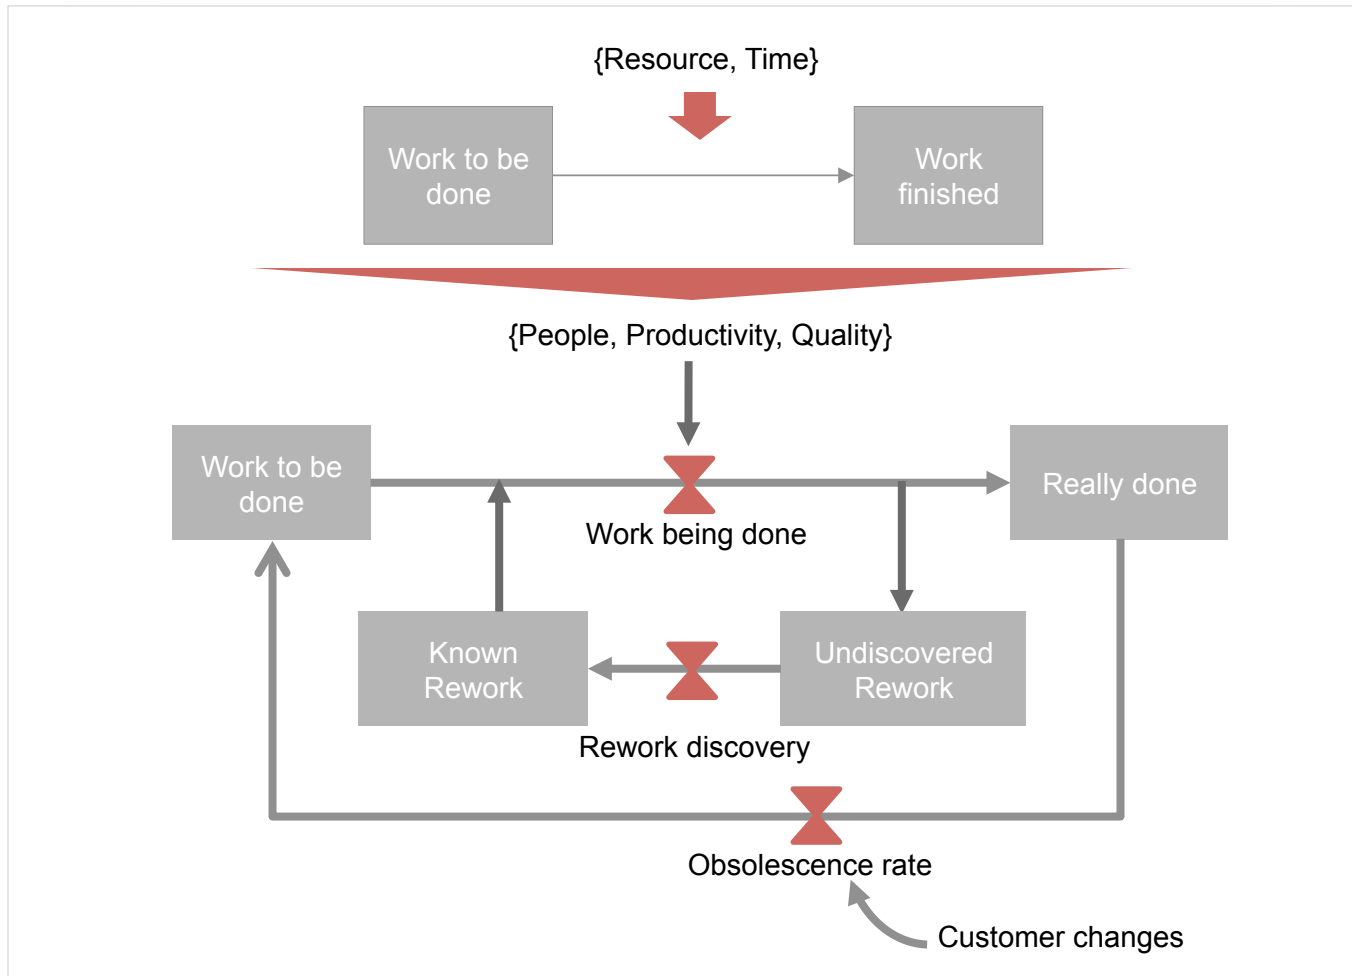 {Resource, Time}
Work to be
done
Work
finished
{People, Productivity, Quality}
Work to be
done
Really done
Work being done
Known
Rework
Undiscovered
Rework
Rework discovery
Obsolescence rate
Customer changes